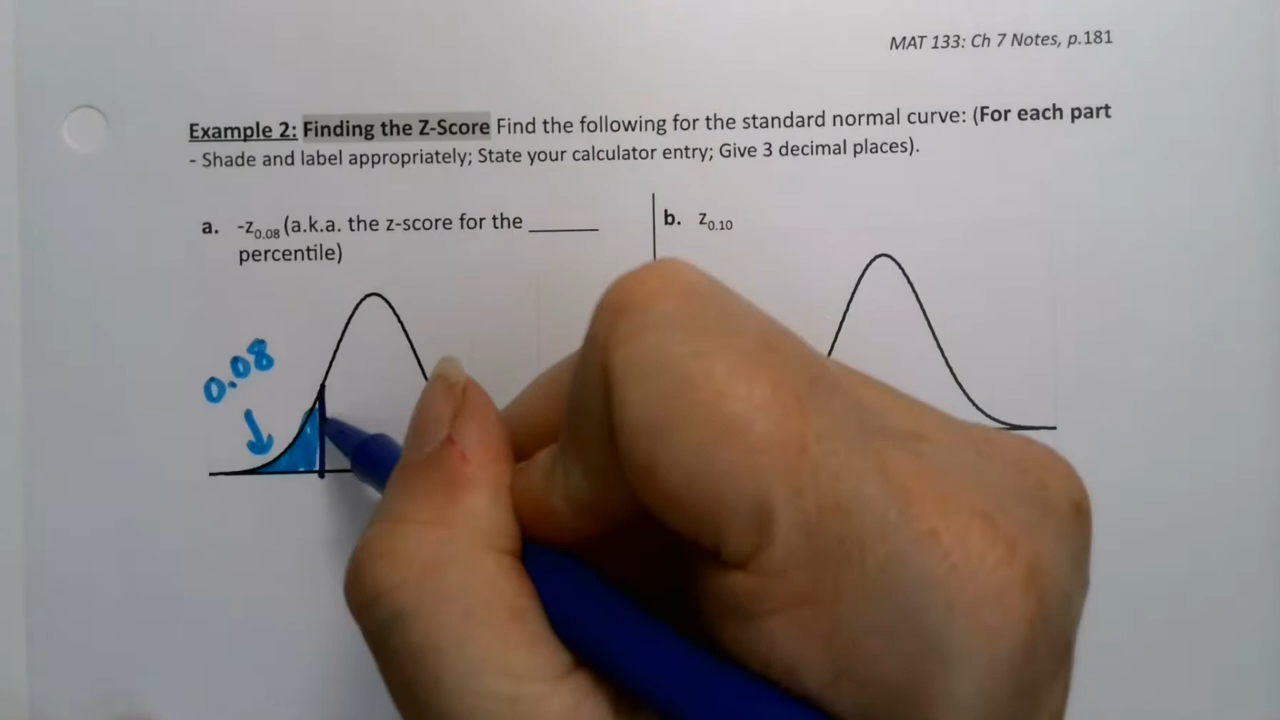 MAT 133: Ch 7 Notes, p.181
Example 2: Finding the Z-Score Find the following for the standard normal curve: (For each part
- Shade and label appropriately; State your calculator entry; Give 3 decimal places).
a. -z0.08 (a.k.a. the z-score for the ______
percentile)
b. z0.10
0.08